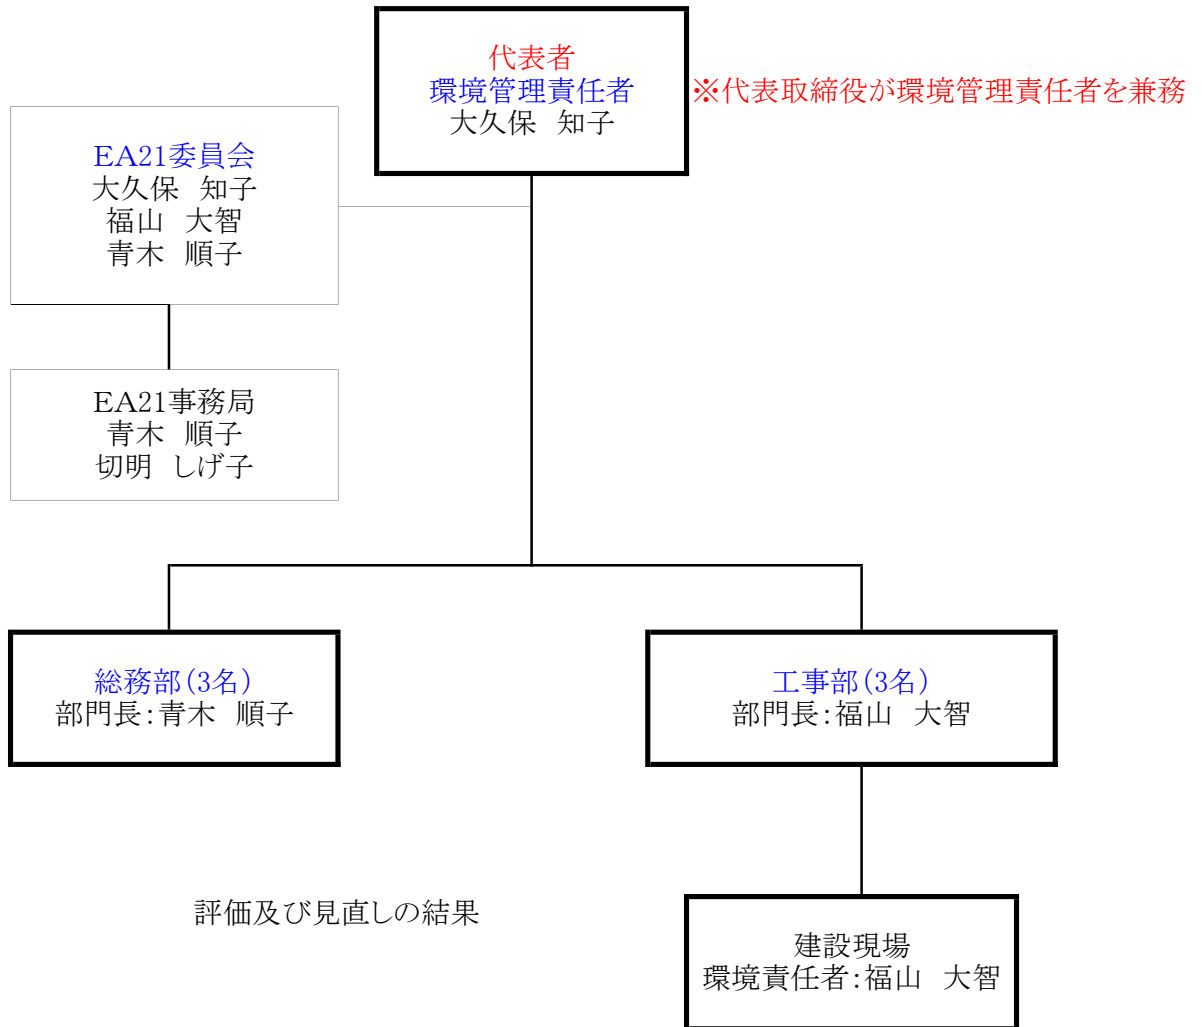 代表者
環境管理責任者
大久保　知子
※代表取締役が環境管理責任者を兼務
EA21委員会
大久保　知子
福山　大智
青木　順子
EA21事務局
青木　順子
切明　しげ子
総務部(3名)
部門長:青木　順子
工事部(3名)
部門長:福山　大智
評価及び見直しの結果
建設現場
環境責任者:福山　大智